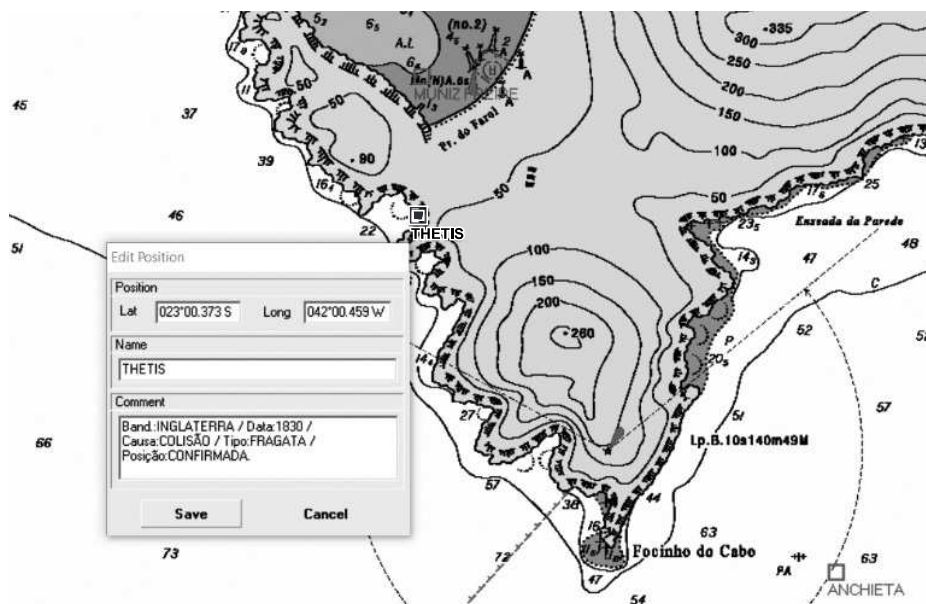 (no.2)
A.l.
MUNIZ FREIRE
Pr. do Farol
335
300
250
200
150
100
50
50
50
90
45
37
39
46
22
51
THETIS
Enseada da Parede
25
47
48
C
52
57
P
51
100
150
200
260
Edit Position
Position
Lat 023°00.373 S Long 042°00.459 W
Name
THETIS
Comment
Band.:INGLATERRA / Data:1830 /
Causa:COLISÃO / Tipo:FRAGATA /
Posição:CONFIRMADA.
Save Cancel
66
27
57
Lp.B.10s140m49M
38
44
16
Focinho do Cabo
73
72
63
47
54
PA
63
ANCHIETA